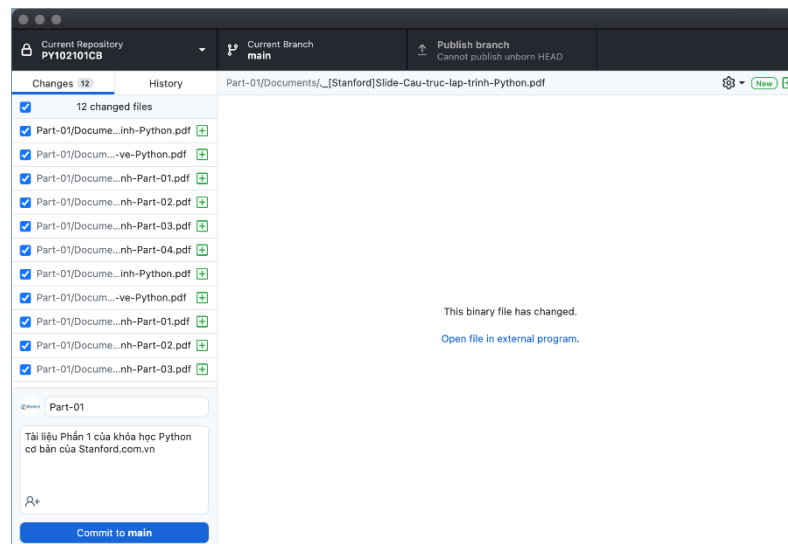 Current Repository
PY102101CB
Current Branch
main
Publish branch
Cannot publish unborn HEAD
Changes 12
History
Part-01/Documents/._[Stanford]Slide-Cau-truc-lap-trinh-Python.pdf
New
12 changed files
Part-01/Docume...inh-Python.pdf
Part-01/Docum...-ve-Python.pdf
Part-01/Docume...nh-Part-01.pdf
Part-01/Docume...nh-Part-02.pdf
Part-01/Docume...nh-Part-03.pdf
Part-01/Docume...nh-Part-04.pdf
Part-01/Docume...inh-Python.pdf
Part-01/Docum...-ve-Python.pdf
Part-01/Docume...nh-Part-01.pdf
Part-01/Docume...nh-Part-02.pdf
Part-01/Docume...nh-Part-03.pdf
This binary file has changed.
Open file in external program.
Part-01
Tài liệu Phần 1 của khóa học Python
cơ bản của Stanford.com.vn
Commit to main